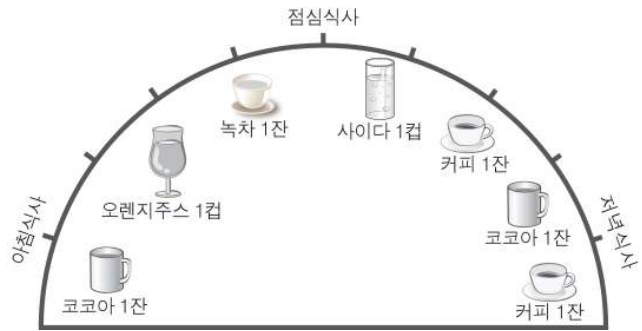 점심식사
녹차 1잔
사이다 1컵
커피 1잔
오렌지주스 1컵
아침식사
코코아 1잔
저녁식사
코코아 1잔
커피 1잔